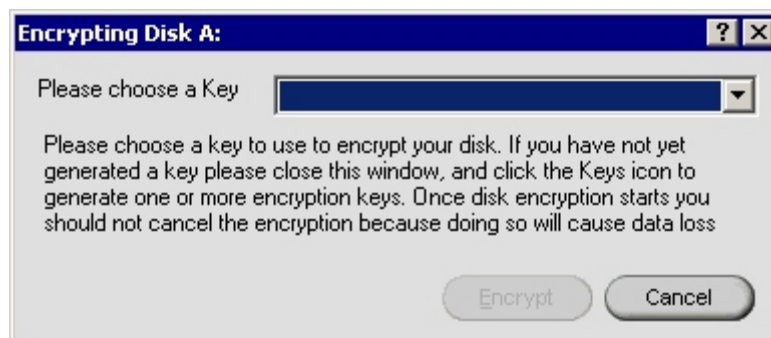 Encrypting Disk A:
Please choose a Key
Please choose a key to use to encrypt your disk. If you have not yet
generated a key please close this window, and click the Keys icon to
generate one or more encryption keys. Once disk encryption starts you
should not cancel the encryption because doing so will cause data loss
Encrypt
Cancel